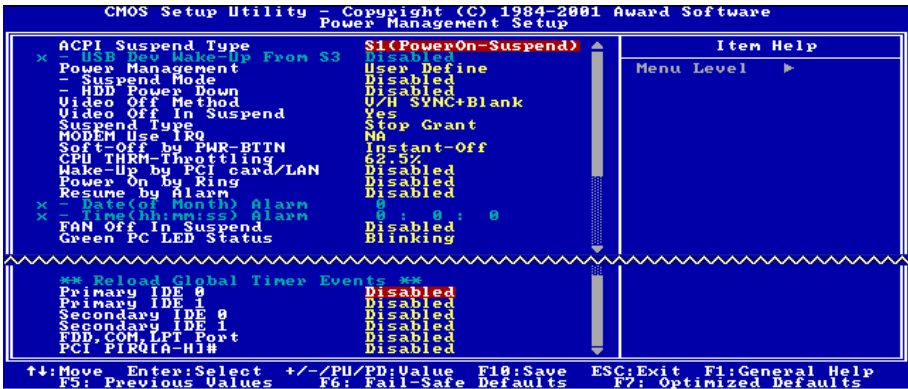 CMOS Setup Utility - Copyright (C) 1984-2001 Award Software
Power Management Setup
ACPI Suspend Type S1(PowerOn-Suspend) Item Help
x - USB Dev Wake-Up From S3 Disabled
Power Management User Define Menu Level ►
- Suspend Mode Disabled
- HDD Power Down Disabled
Video Off Method V/H SYNC+Blank
Video Off In Suspend Yes
Suspend Type Stop Grant
MODEM Use IRQ NA
Soft-Off by PWR-BTTN Instant-Off
CPU THRM-Throttling 62.5%
Wake-Up by PCI card/LAN Disabled
Power On by Ring Disabled
Resume by Alarm Disabled
x - Date(of Month) Alarm 0
x - Time(hh:mm:ss) Alarm 0 : 0 : 0
FAN Off In Suspend Disabled
Green PC LED Status Blinking
** Reload Global Timer Events **
Primary IDE 0 Disabled
Primary IDE 1 Disabled
Secondary IDE 0 Disabled
Secondary IDE 1 Disabled
FDD,COM,LPT Port Disabled
PCI PIRQ[A-H]# Disabled
↑↓:Move Enter:Select +/-/PU/PD:Value F10:Save ESC:Exit F1:General Help
F5: Previous Values F6: Fail-Safe Defaults F7: Optimized Defaults